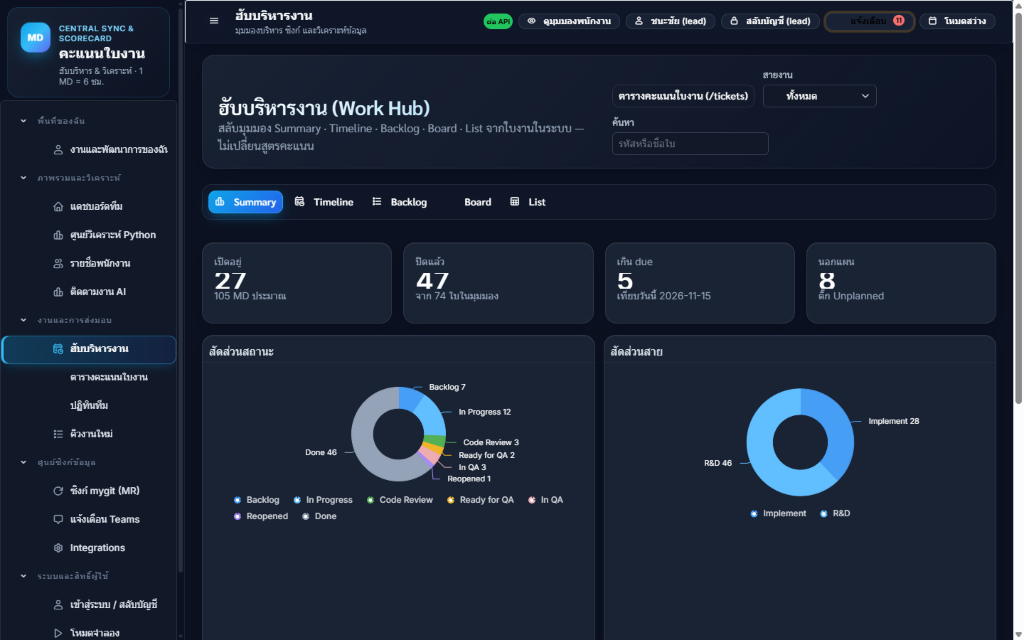 MD
CENTRAL SYNC &
SCORECARD
คะแนนใบงาน
ฮับบริหาร & วิเคราะห์ · 1
MD = 6 ชม.
พื้นที่ของฉัน
งานและพัฒนาการของฉัน
ภาพรวมและวิเคราะห์
แดชบอร์ดทีม
ศูนย์วิเคราะห์ Python
รายชื่อพนักงาน
ติดตามงาน AI
งานและการส่งมอบ
ฮับบริหารงาน
ตารางคะแนนใบงาน
ปฏิทินทีม
คิวงานใหม่
ศูนย์ซิงก์ข้อมูล
ซิงก์ mygit (MR)
แจ้งเตือน Teams
Integrations
ระบบและสิทธิ์ผู้ใช้
เข้าสู่ระบบ / สลับบัญชี
โหมดจำลอง
ฮับบริหารงาน
มุมมองบริหาร ซิงก์ และวิเคราะห์ข้อมูล
ต่อ API
ดูมุมมองพนักงาน
ชนะชัย (lead)
สลับบัญชี (lead)
แจ้งเตือน 11
โหมดสว่าง
ฮับบริหารงาน (Work Hub)
สลับมุมมอง Summary · Timeline · Backlog · Board · List จากใบงานในระบบ —
ไม่เปลี่ยนสูตรคะแนน
ตารางคะแนนใบงาน (/tickets)
สายงาน
ทั้งหมด
ค้นหา
รหัสหรือชื่อใบ
Summary
Timeline
Backlog
Board
List
เปิดอยู่
27
105 MD ประมาณ
ปิดแล้ว
47
จาก 74 ใบในมุมมอง
เกิน due
5
เทียบวันนี้ 2026-11-15
นอกแผน
8
ติ๊ก Unplanned
สัดส่วนสถานะ
Backlog 7
In Progress 12
Code Review 3
Ready for QA 2
In QA 3
Reopened 1
Done 46
Backlog
In Progress
Code Review
Ready for QA
In QA
Reopened
Done
สัดส่วนสาย
Implement 28
R&D 46
Implement
R&D